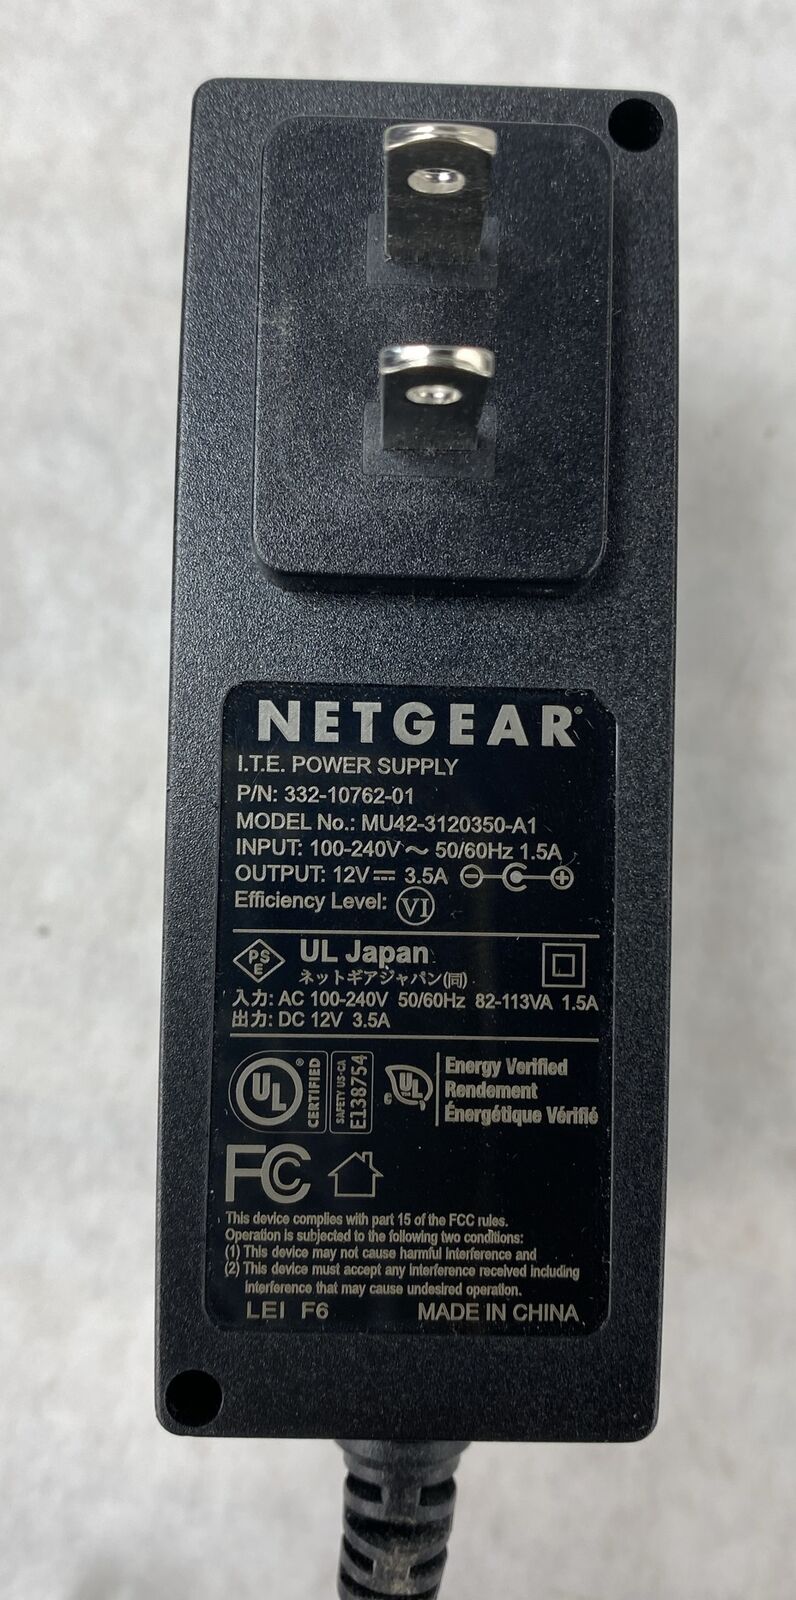 NETGEAR®
I.T.E. POWER SUPPLY
P/N: 332-10762-01
MODEL No.: MU42-3120350-A1
INPUT: 100-240V ~ 50/60Hz 1.5A
OUTPUT: 12V ⎓ 3.5A
Efficiency Level: VI
PSE UL Japan
ネットギアジャパン(同)
入力: AC 100-240V 50/60Hz 82-113VA 1.5A
出力: DC 12V 3.5A
UL® CERTIFIED
SAFETY US-CA
E138754
UL
Energy Verified
Rendement
Énergétique Vérifié
FC
This device complies with part 15 of the FCC rules.
Operation is subjected to the following two conditions:
(1) This device may not cause harmful interference and
(2) This device must accept any interference received including
interference that may cause undesired operation.
LEI F6 MADE IN CHINA